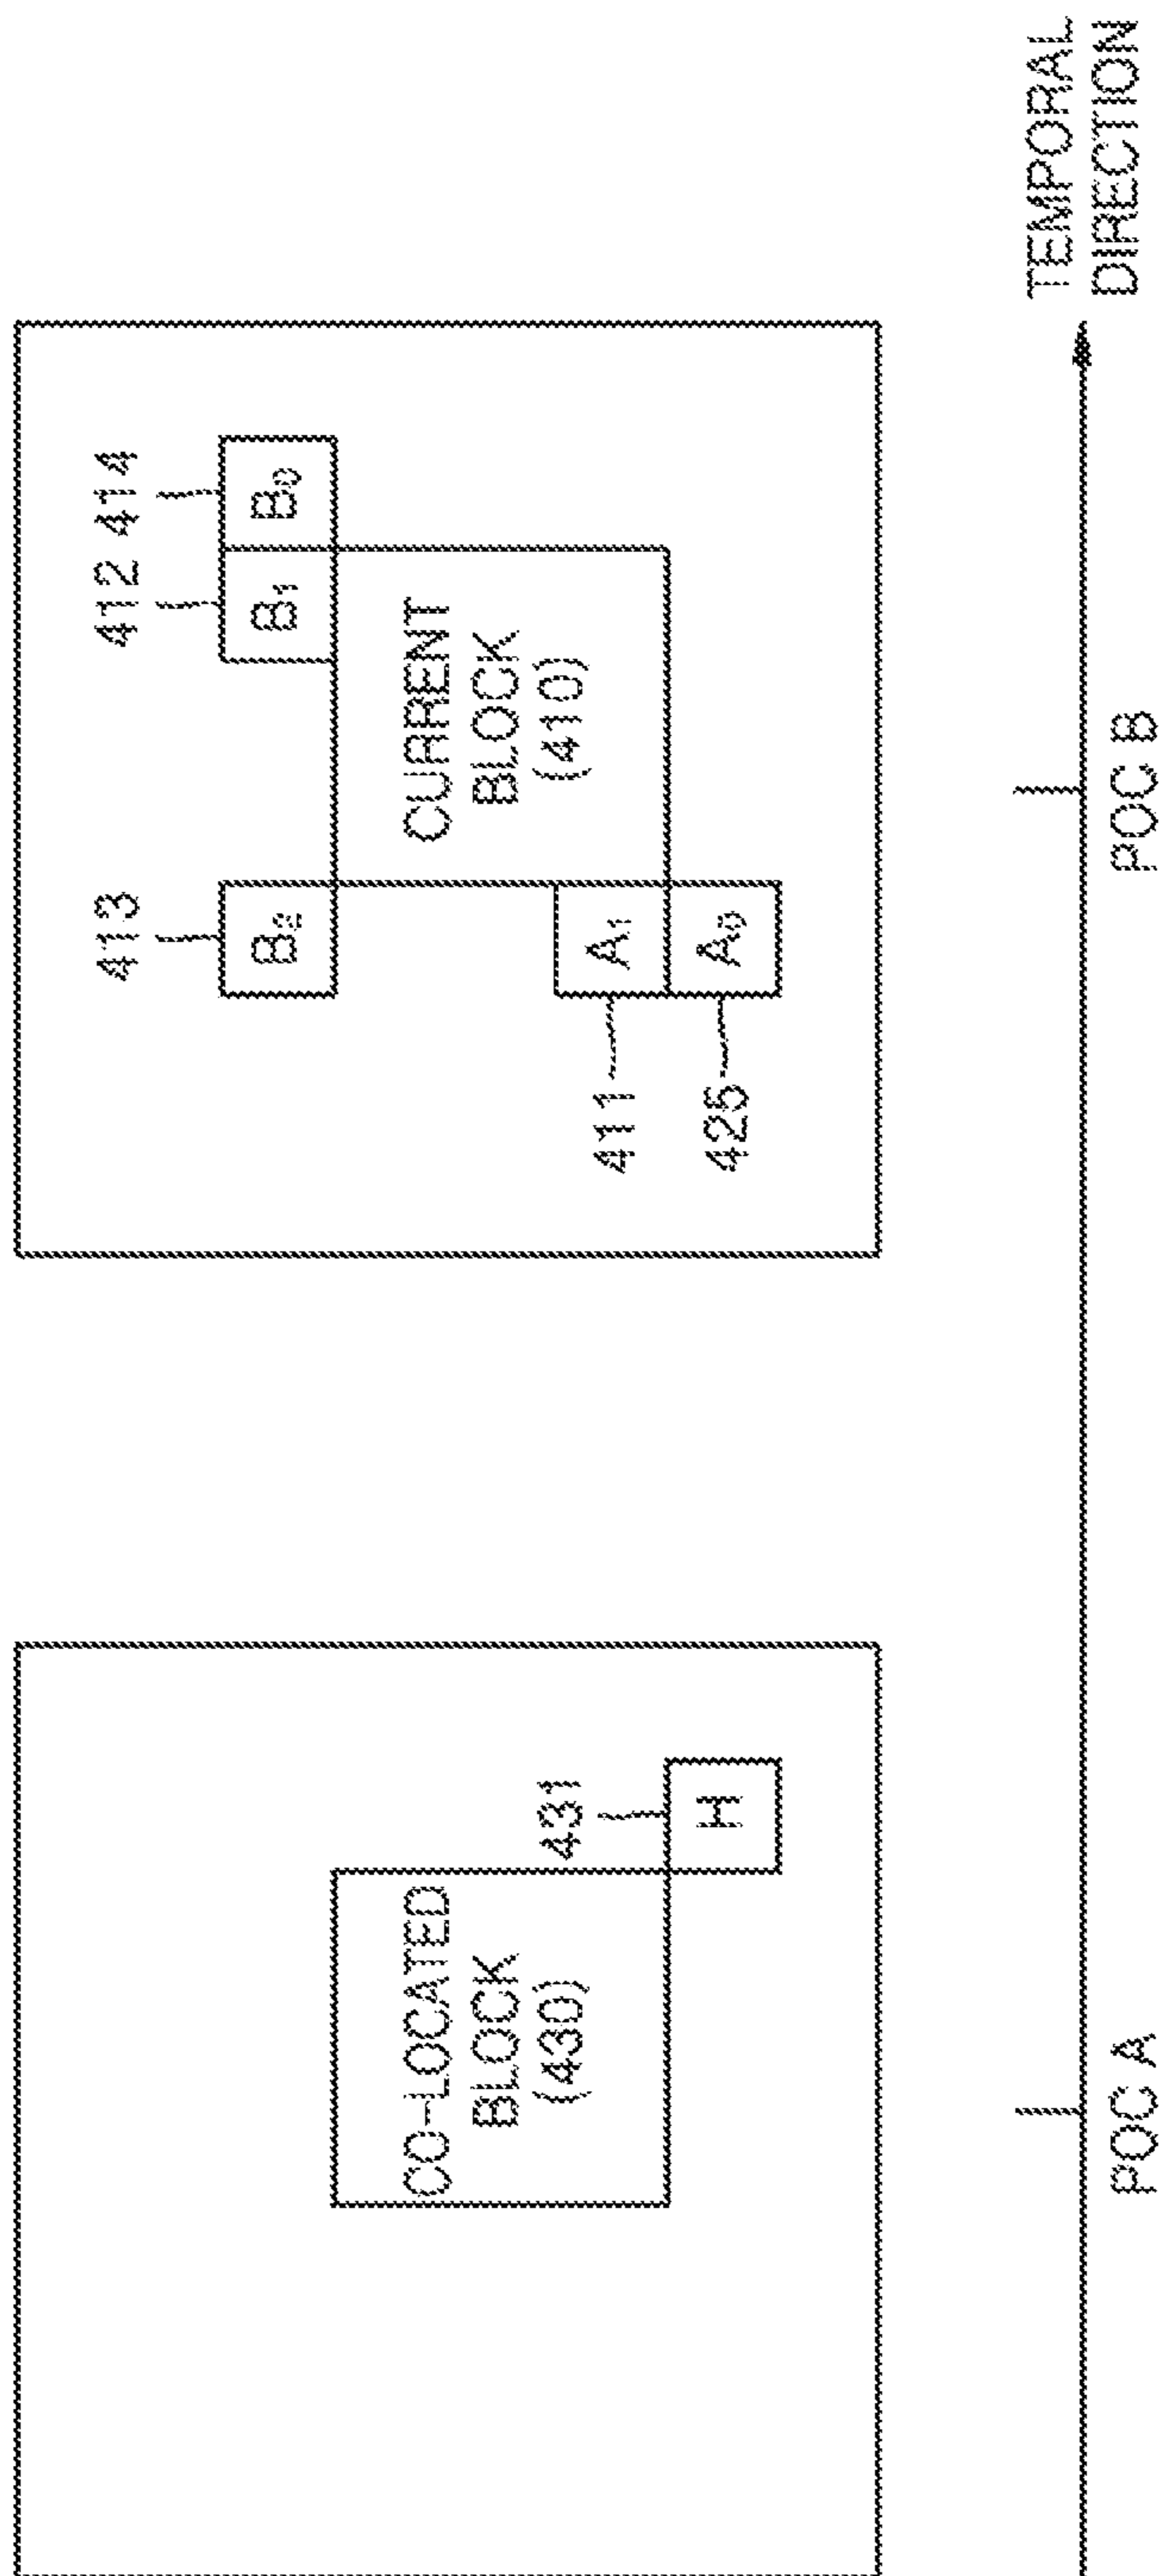 413
412 414
B₂
B₁
B₀
CO-LOCATED
BLOCK
(430)
431
H
CURRENT
BLOCK
(410)
411
A₁
425
A₀
TEMPORAL
DIRECTION
POC A
POC B